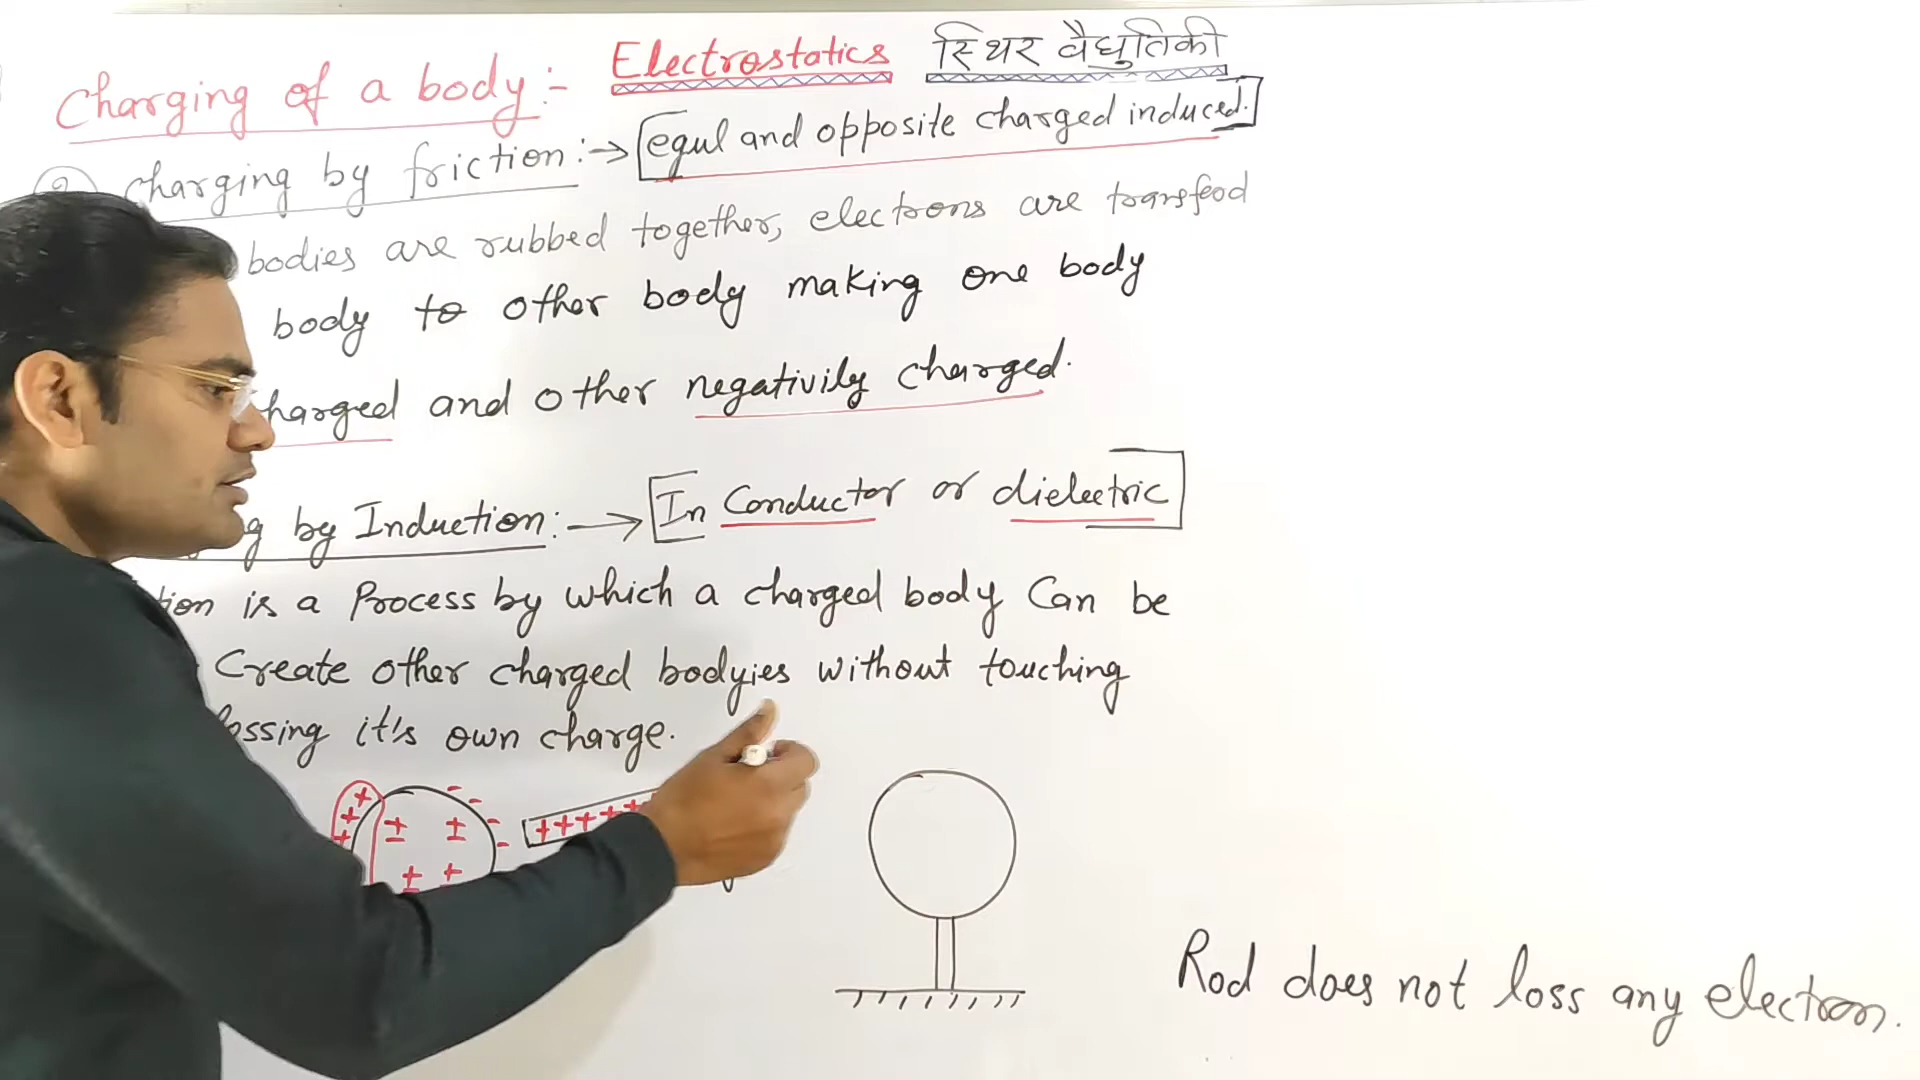 Electrostatics स्थिर वैद्युतिकी
Charging of a body:-
charging by friction:→ equl and opposite charged induced.
bodies are rubbed together, electrons are transfeod
body to other body making one body
harged and other negativily charged.
g by Induction:→ In Conductor or dielectric
tion is a Process by which a charged body Can be
Create other charged bodyies without touching
lossing it's own charge.
Rod does not loss any electron.